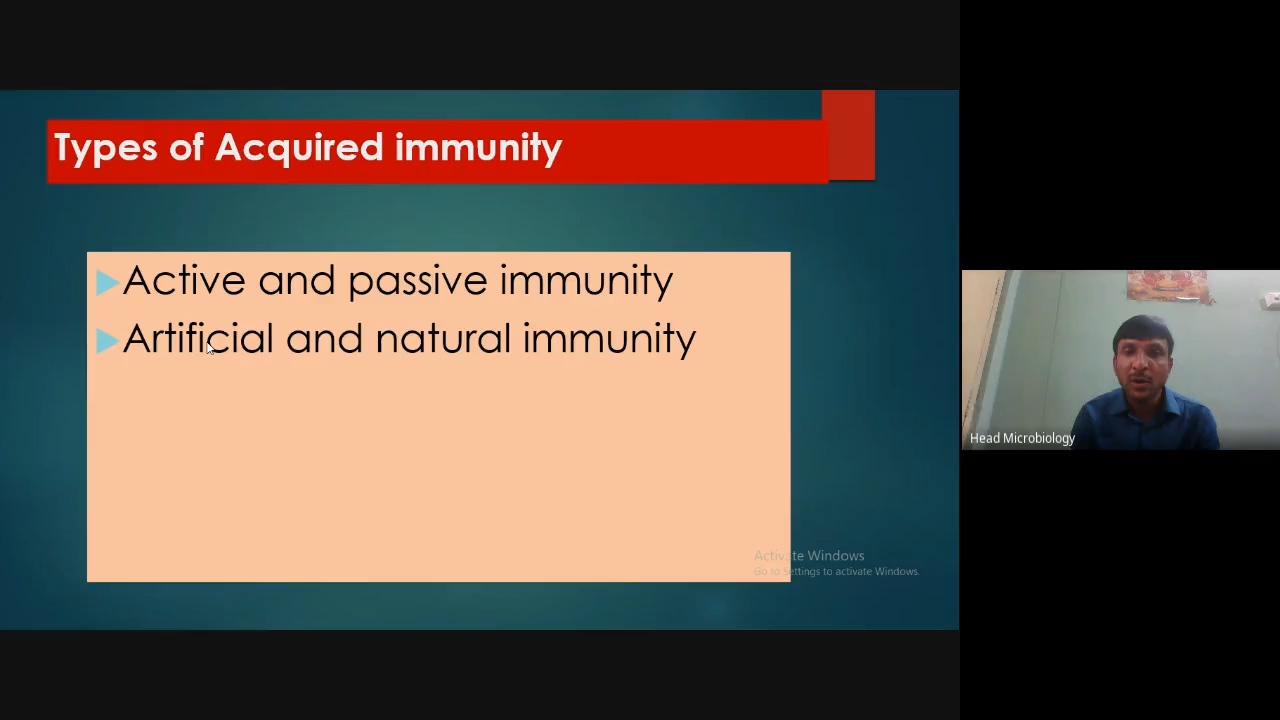 Types of Acquired immunity
Active and passive immunity
Artificial and natural immunity
Activate Windows
Go to Settings to activate Windows.
Head Microbiology